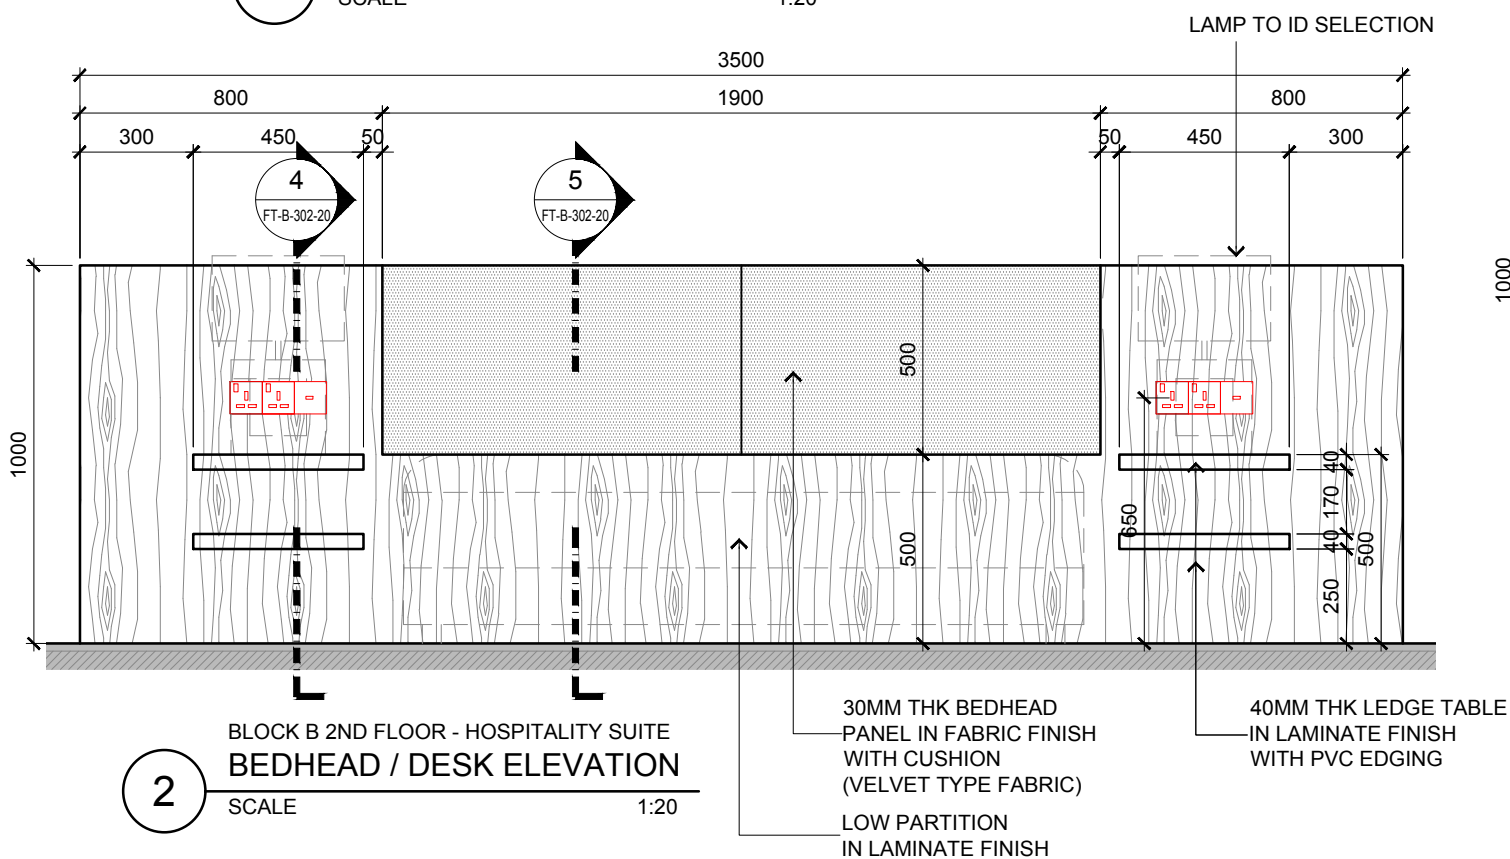 SCALE 1:20
LAMP TO ID SELECTION
3500
800 1900 800
300 450 50 50 450 300
4
FT-B-302-20
5
FT-B-302-20
1000
1000
500
500
650
40
170
40
500
250
30MM THK BEDHEAD
PANEL IN FABRIC FINISH
WITH CUSHION
(VELVET TYPE FABRIC)
LOW PARTITION
IN LAMINATE FINISH
40MM THK LEDGE TABLE
IN LAMINATE FINISH
WITH PVC EDGING
2
BLOCK B 2ND FLOOR - HOSPITALITY SUITE
BEDHEAD / DESK ELEVATION
SCALE 1:20